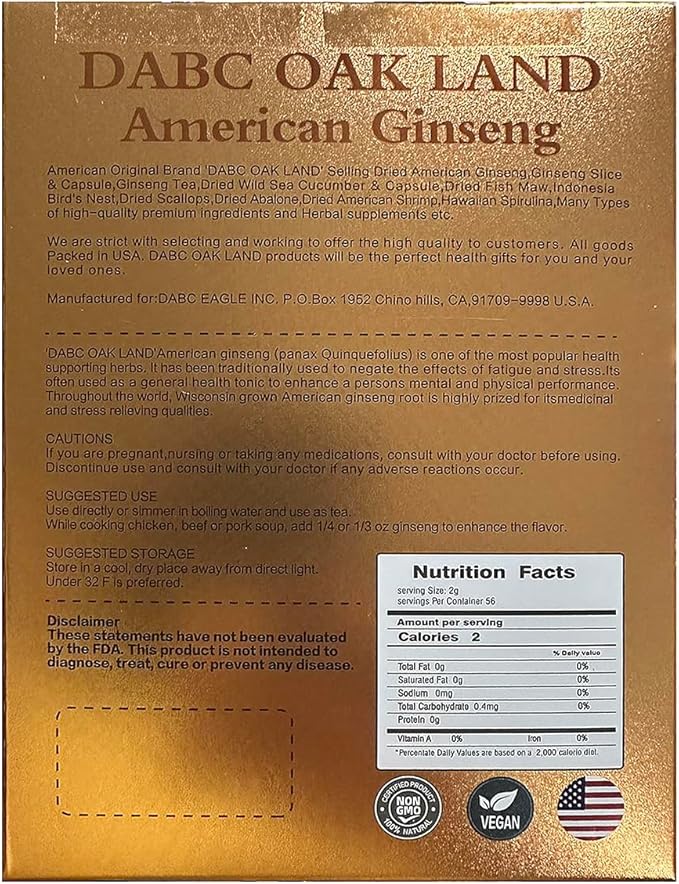 DABC OAK LAND
American Ginseng
American Original Brand 'DABC OAK LAND' Selling Dried American Ginseng,Ginseng Slice
& Capsule,Ginseng Tea,Dried Wild Sea Cucumber & Capsule,Dried Fish Maw,Indonesia
Bird's Nest,Dried Scallops,Dried Abalone,Dried American Shrimp,Hawaiian Spirulina,Many Types
of high-quality premium ingredients and Herbal supplements etc.
We are strict with selecting and working to offer the high quality to customers. All goods
Packed in USA. DABC OAK LAND products will be the perfect health gifts for you and your
loved ones.
Manufactured for:DABC EAGLE INC. P.O.Box 1952 Chino hills, CA,91709-9998 U.S.A.
'DABC OAK LAND'American ginseng (panax Quinquefolius) is one of the most popular health
supporting herbs. It has been traditionally used to negate the effects of fatigue and stress.Its
often used as a general health tonic to enhance a persons mental and physical performance.
Throughout the world, Wisconsin grown American ginseng root is highly prized for itsmedicinal
and stress relieving qualities.
CAUTIONS
If you are pregnant,nursing or taking any medications, consult with your doctor before using.
Discontinue use and consult with your doctor if any adverse reactions occur.
SUGGESTED USE
Use directly or simmer in boiling water and use as tea.
While cooking chicken, beef or pork soup, add 1/4 or 1/3 oz ginseng to enhance the flavor.
SUGGESTED STORAGE
Store in a cool, dry place away from direct light.
Under 32 F is preferred.
Disclaimer
These statements have not been evaluated
by the FDA. This product is not intended to
diagnose, treat, cure or prevent any disease.
Nutrition Facts
serving Size: 2g
servings Per Container 56
Amount per serving
Calories 2
% Daily value
Total Fat 0g 0%
Saturated Fat 0g 0%
Sodium 0mg 0%
Total Carbohydrate 0.4mg 0%
Protein 0g
Vitamin A 0% Iron 0%
*Percentate Daily Values are based on a 2,000 calorio diet.
CERTIFIED PRODUCT
NON
GMO
100% NATURAL
VEGAN